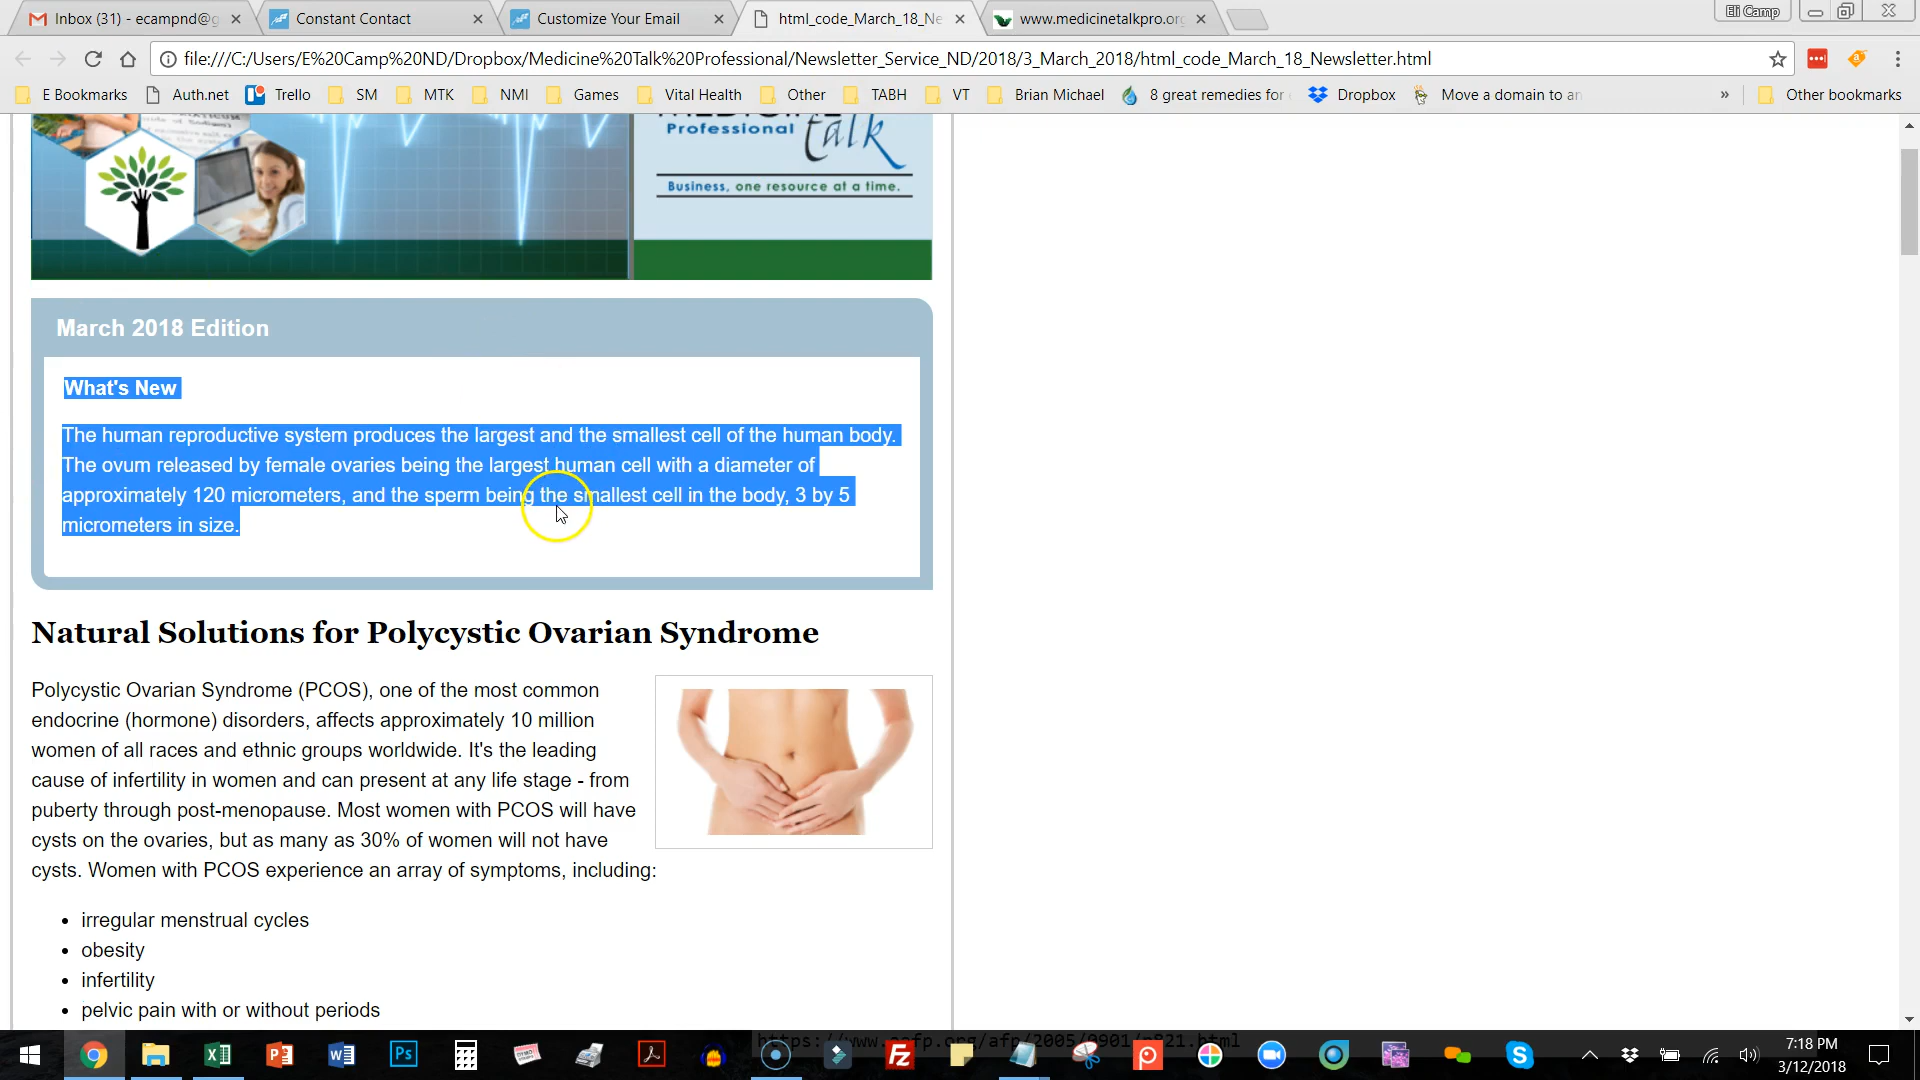 Inbox (31) - ecampnd@g
Constant Contact
Customize Your Email
html_code_March_18_Ne
www.medicinetalkpro.org
Eli Camp
file:///C:/Users/E%20Camp%20ND/Dropbox/Medicine%20Talk%20Professional/Newsletter_Service_ND/2018/3_March_2018/html_code_March_18_Newsletter.html
E Bookmarks
Auth.net
Trello
SM
MTK
NMI
Games
Vital Health
Other
TABH
VT
Brian Michael
8 great remedies for
Dropbox
Move a domain to an
»
Other bookmarks
Professional
talk
Business, one resource at a time.
March 2018 Edition
What's New
The human reproductive system produces the largest and the smallest cell of the human body.
The ovum released by female ovaries being the largest human cell with a diameter of
approximately 120 micrometers, and the sperm being the smallest cell in the body, 3 by 5
micrometers in size.
Natural Solutions for Polycystic Ovarian Syndrome
Polycystic Ovarian Syndrome (PCOS), one of the most common
endocrine (hormone) disorders, affects approximately 10 million
women of all races and ethnic groups worldwide. It's the leading
cause of infertility in women and can present at any life stage - from
puberty through post-menopause. Most women with PCOS will have
cysts on the ovaries, but as many as 30% of women will not have
cysts. Women with PCOS experience an array of symptoms, including:
• irregular menstrual cycles
• obesity
• infertility
• pelvic pain with or without periods
7:18 PM
3/12/2018